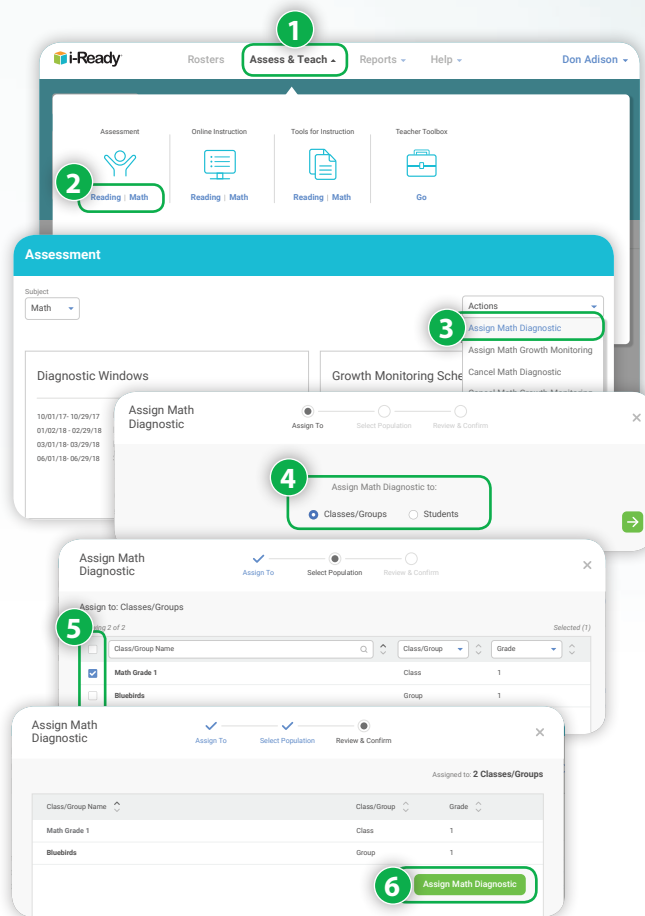 1
i-Ready Rosters Assess & Teach Reports Help Don Adison
Assessment Online Instruction Tools for Instruction Teacher Toolbox
2
Reading | Math Reading | Math Reading | Math Go
Assessment
Subject
Math Actions
3
Assign Math Diagnostic
Assign Math Growth Monitoring
Diagnostic Windows Growth Monitoring Sche Cancel Math Diagnostic
Cancel Math Growth Monitoring
10/01/17- 10/29/17
01/02/18 - 02/29/18
03/01/18- 03/29/18
06/01/18- 06/29/18
Assign Math
Diagnostic
Assign To Select Population Review & Confirm
4
Assign Math Diagnostic to:
Classes/Groups Students
Assign Math
Diagnostic
Assign To Select Population Review & Confirm
Assign to: Classes/Groups
5
2 of 2 Selected (1)
Class/Group Name Class/Group Grade
Math Grade 1 Class 1
Bluebirds Group 1
Assign Math
Diagnostic
Assign To Select Population Review & Confirm
Assigned to: 2 Classes/Groups
Class/Group Name Class/Group Grade
Math Grade 1 Class 1
Bluebirds Group 1
6
Assign Math Diagnostic